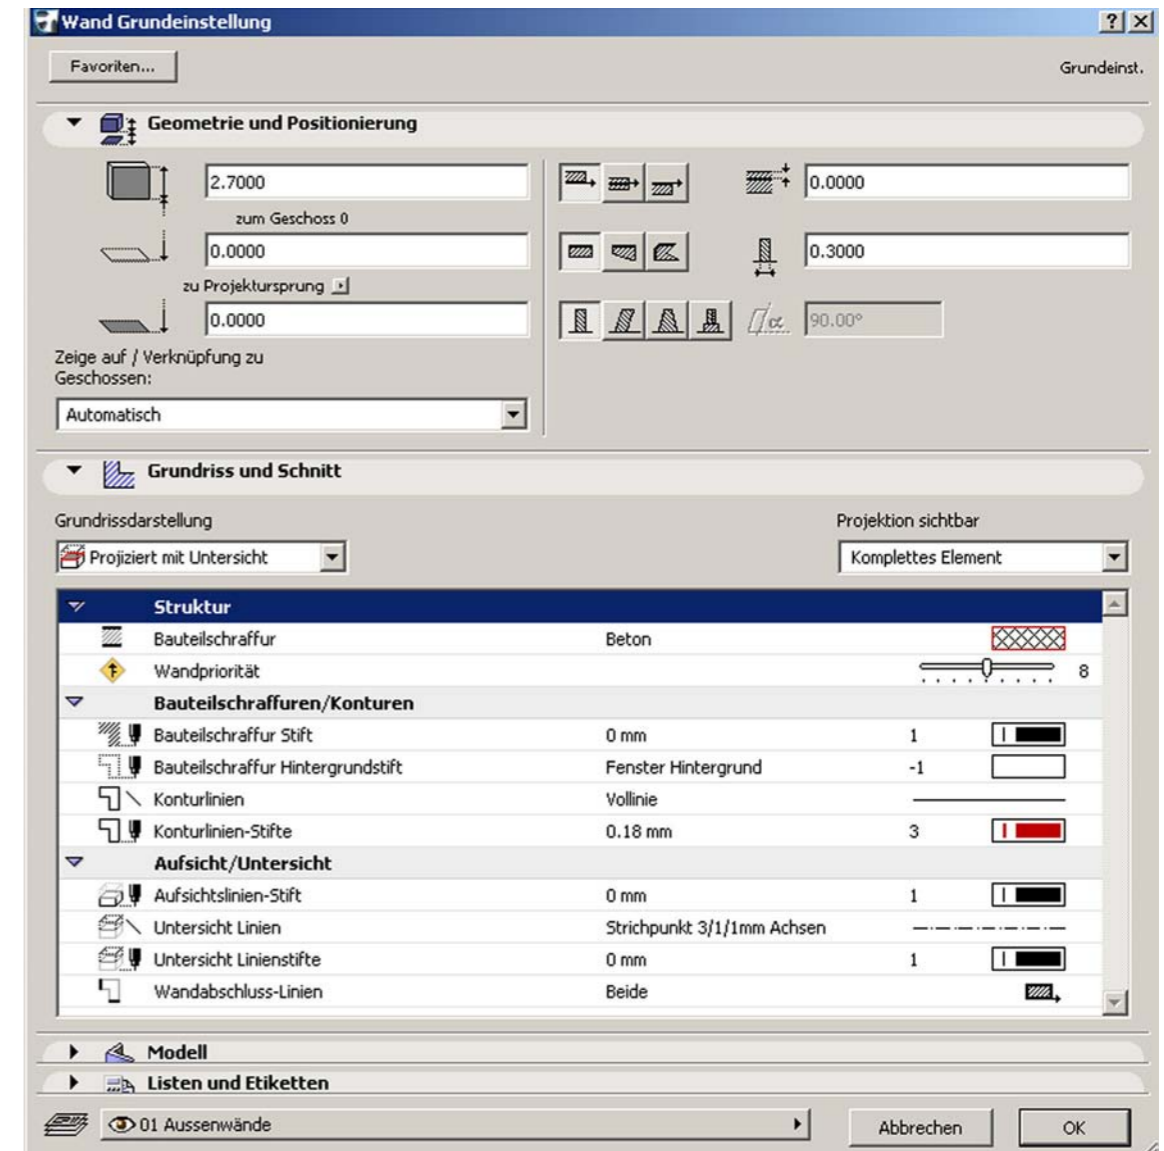 Wand Grundeinstellung
Favoriten...
Grundeinst.
Geometrie und Positionierung
2.7000
0.0000
zum Geschoss 0
0.0000
0.3000
zu Projektursprung
0.0000
α
90.00°
Zeige auf / Verknüpfung zu
Geschossen:
Automatisch
Grundriss und Schnitt
Grundrissdarstellung
Projektion sichtbar
Projiziert mit Untersicht
Komplettes Element
Struktur
Bauteilschraffur Beton
Wandpriorität 8
Bauteilschraffuren/Konturen
Bauteilschraffur Stift 0 mm 1
Bauteilschraffur Hintergrundstift Fenster Hintergrund -1
Konturlinien Vollinie
Konturlinien-Stifte 0.18 mm 3
Aufsicht/Untersicht
Aufsichtslinien-Stift 0 mm 1
Untersicht Linien Strichpunkt 3/1/1mm Achsen
Untersicht Linienstifte 0 mm 1
Wandabschluss-Linien Beide
Modell
Listen und Etiketten
01 Aussenwände
Abbrechen
OK